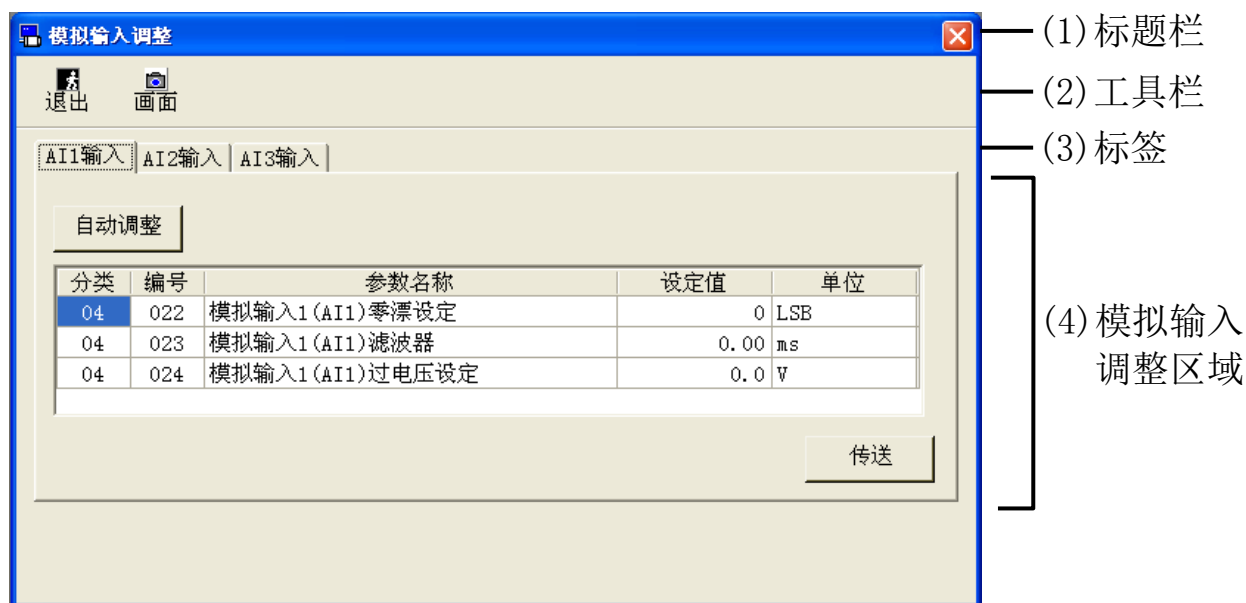 模拟输入调整
(1)标题栏
退出 画面
(2)工具栏
AI1输入 AI2输入 AI3输入
(3)标签
自动调整
分类 编号 参数名称 设定值 单位
04 022 模拟输入1(AI1)零漂设定 0 LSB
04 023 模拟输入1(AI1)滤波器 0.00 ms
04 024 模拟输入1(AI1)过电压设定 0.0 V
传送
(4)模拟输入
调整区域